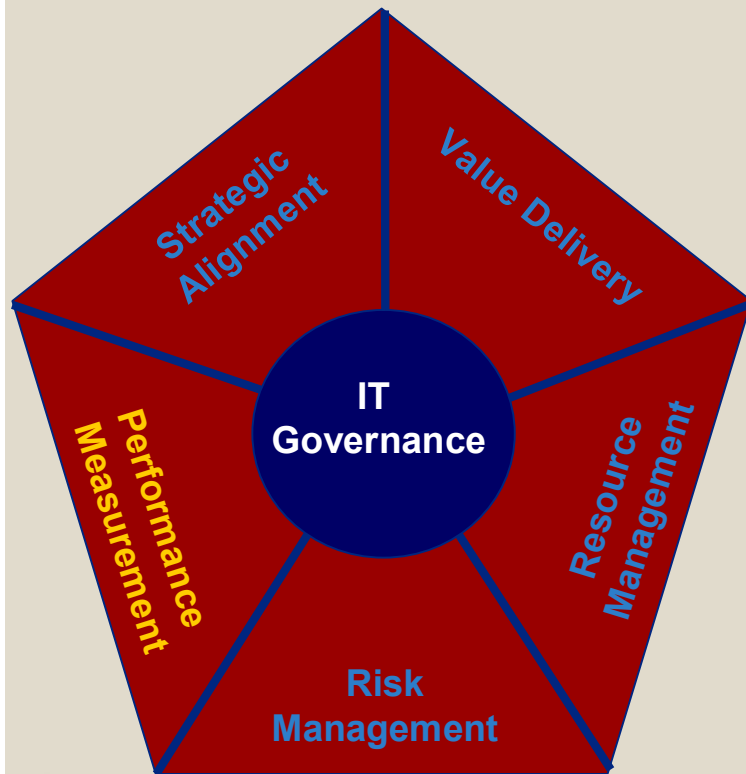 Strategic
Alignment
Value Delivery
IT
Governance
Performance
Measurement
Resource
Management
Risk
Management